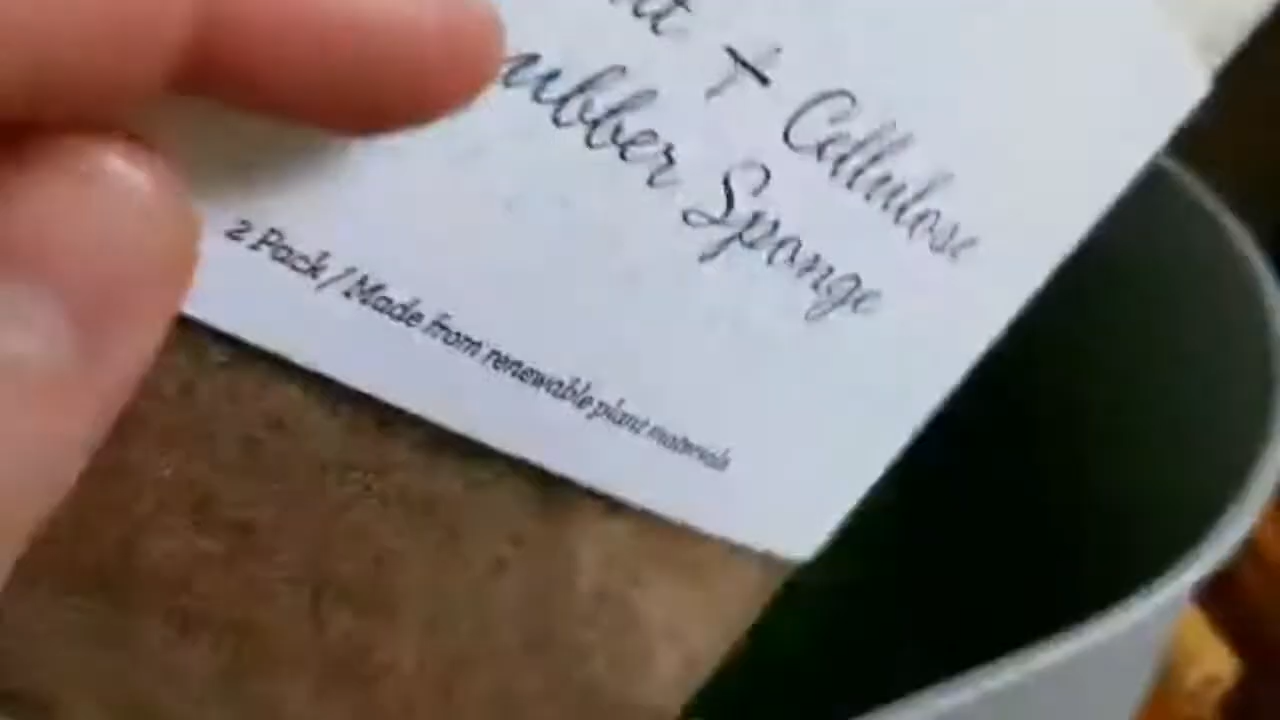 + Cellulose
ubber Sponge
2 Pack / Made from renewable plant materials